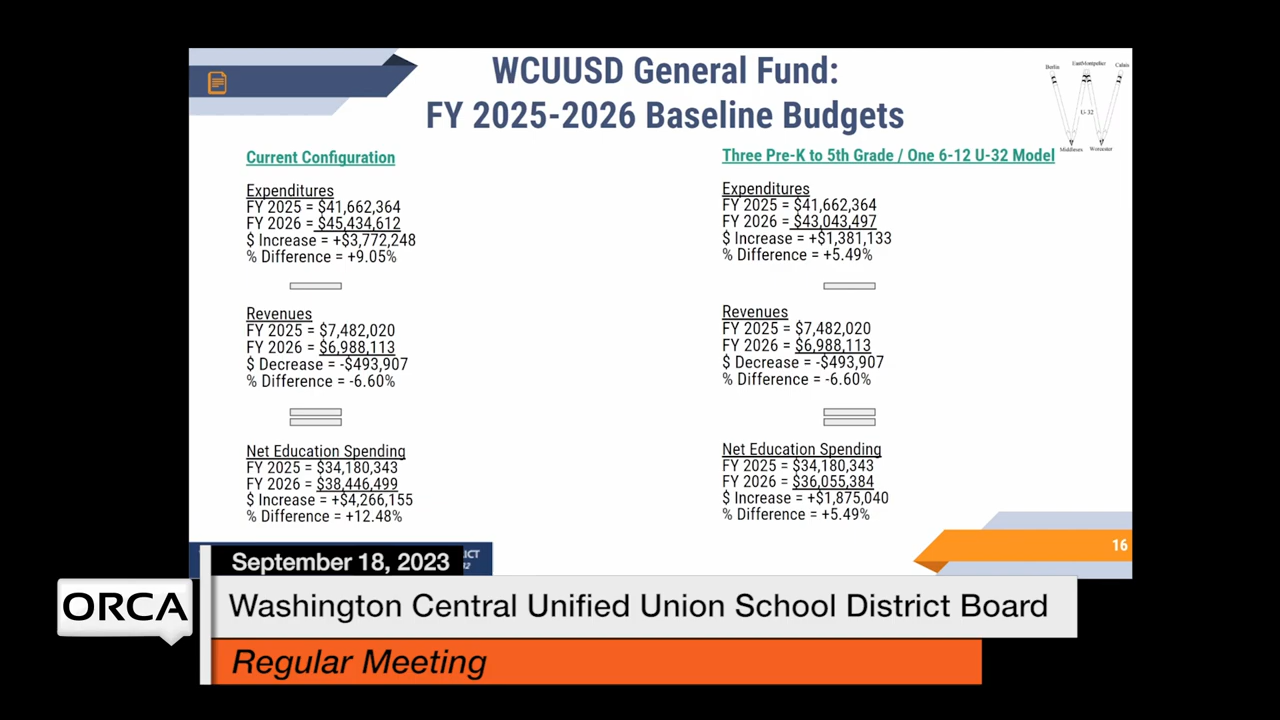 WCUUSD General Fund:
FY 2025-2026 Baseline Budgets
Berlin
EastMontpelier
Calais
U-32
Middlesex
Worcester
Current Configuration
Expenditures
FY 2025 = $41,662,364
FY 2026 = $45,434,612
$ Increase = +$3,772,248
% Difference = +9.05%
Revenues
FY 2025 = $7,482,020
FY 2026 = $6,988,113
$ Decrease = -$493,907
% Difference = -6.60%
Net Education Spending
FY 2025 = $34,180,343
FY 2026 = $38,446,499
$ Increase = +$4,266,155
% Difference = +12.48%
Three Pre-K to 5th Grade / One 6-12 U-32 Model
Expenditures
FY 2025 = $41,662,364
FY 2026 = $43,043,497
$ Increase = +$1,381,133
% Difference = +5.49%
Revenues
FY 2025 = $7,482,020
FY 2026 = $6,988,113
$ Decrease = -$493,907
% Difference = -6.60%
Net Education Spending
FY 2025 = $34,180,343
FY 2026 = $36,055,384
$ Increase = +$1,875,040
% Difference = +5.49%
16
September 18, 2023
ORCA
Washington Central Unified Union School District Board
Regular Meeting